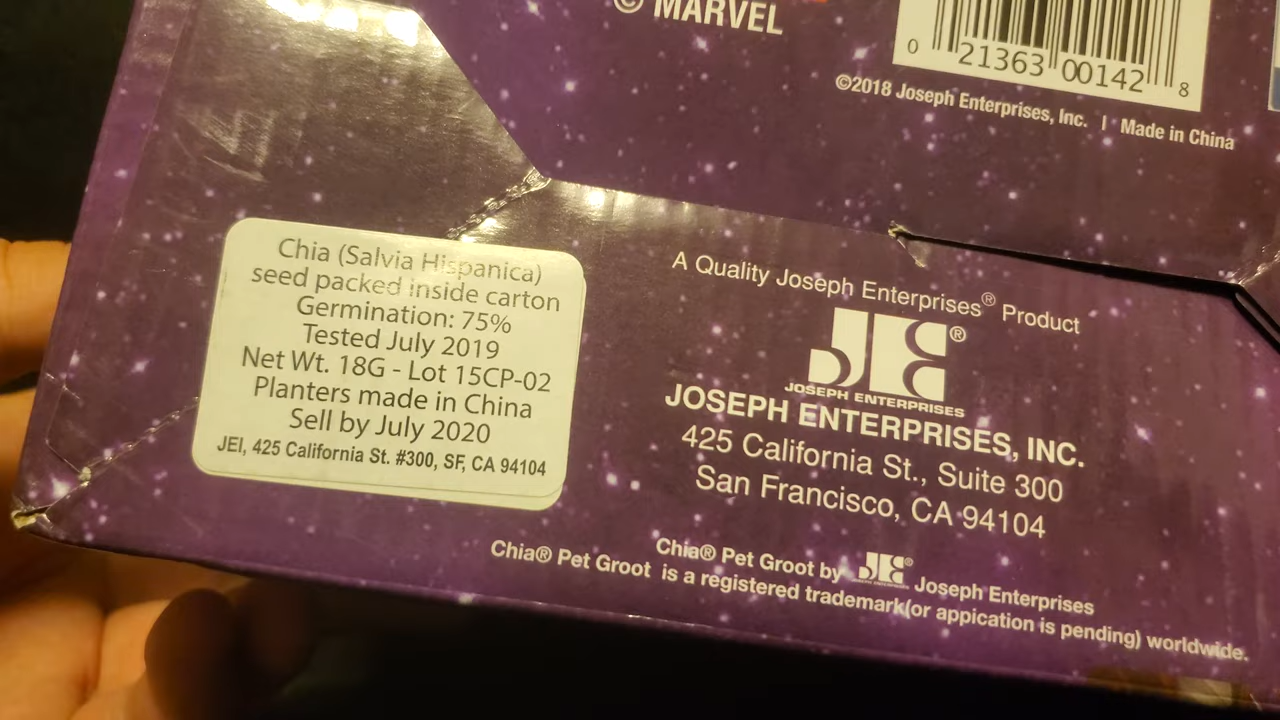 © MARVEL
0 21363 00142 8
©2018 Joseph Enterprises, Inc. | Made in China
Chia (Salvia Hispanica)
seed packed inside carton
Germination: 75%
Tested July 2019
Net Wt. 18G - Lot 15CP-02
Planters made in China
Sell by July 2020
JEI, 425 California St. #300, SF, CA 94104
A Quality Joseph Enterprises® Product
JE®
JOSEPH ENTERPRISES
JOSEPH ENTERPRISES, INC.
425 California St., Suite 300
San Francisco, CA 94104
Chia® Pet Groot by JE® Joseph Enterprises
Chia® Pet Groot is a registered trademark(or appication is pending) worldwide.